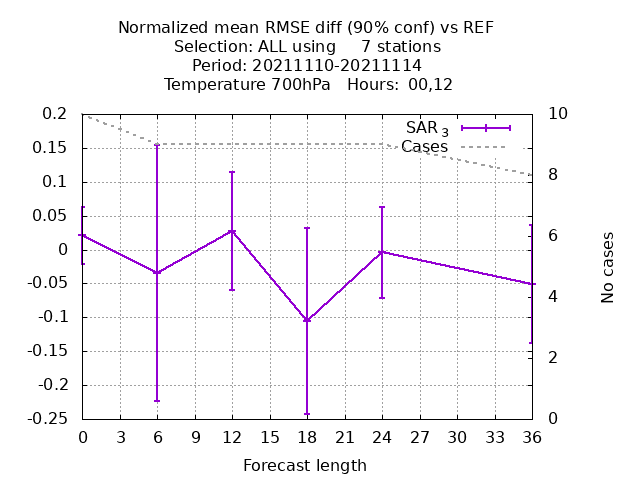 Normalized mean RMSE diff (90% conf) vs REF
Selection: ALL using     7 stations
Period: 20211110-20211114
Temperature 700hPa   Hours:  00,12
SAR 3
Cases
0.2
0.15
0.1
0.05
0
-0.05
-0.1
-0.15
-0.2
-0.25
10
8
6
4
2
0
No cases
0 3 6 9 12 15 18 21 24 27 30 33 36
Forecast length